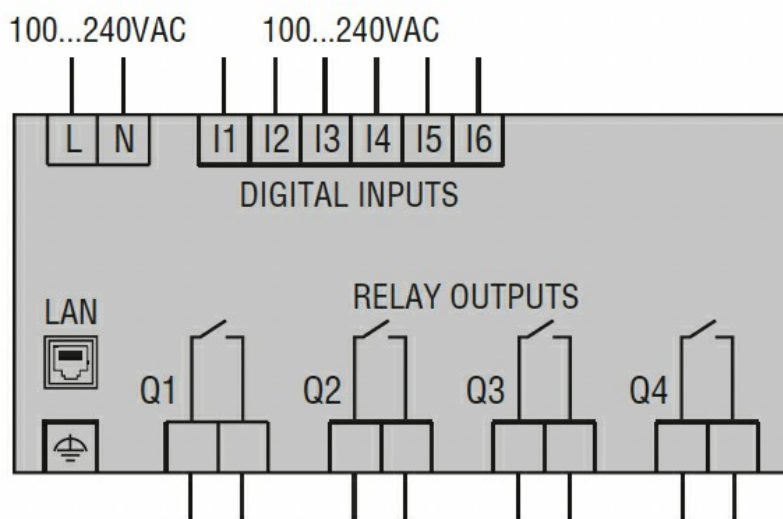 100...240VAC 100...240VAC
L N I1 I2 I3 I4 I5 I6
DIGITAL INPUTS
RELAY OUTPUTS
LAN
Q1 Q2 Q3 Q4